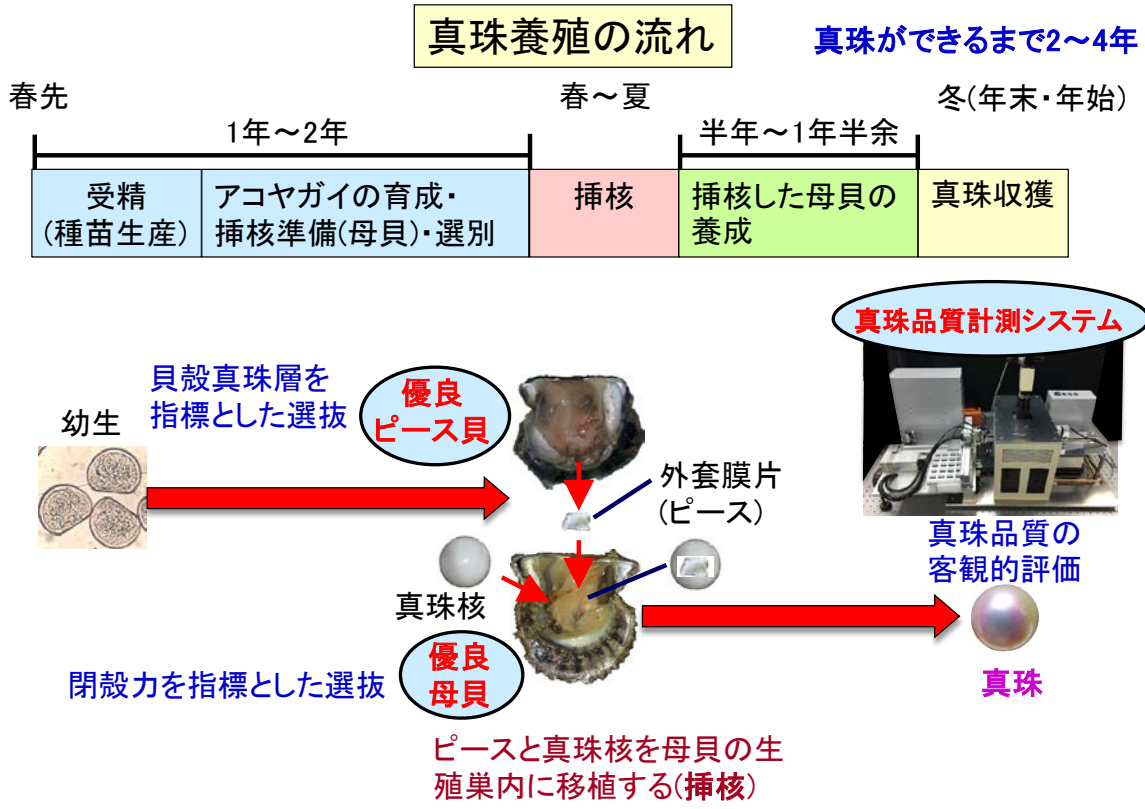 真珠養殖の流れ
真珠ができるまで2～4年
春先
春～夏
冬(年末・年始)
1年～2年
半年～1年半余
受精
(種苗生産)
アコヤガイの育成・
挿核準備(母貝)・選別
挿核
挿核した母貝の
養成
真珠収獲
真珠品質計測システム
貝殻真珠層を
指標とした選抜
優良
ピース貝
幼生
外套膜片
(ピース)
真珠品質の
客観的評価
真珠核
優良
母貝
閉殻力を指標とした選抜
真珠
ピースと真珠核を母貝の生
殖巣内に移植する(挿核)